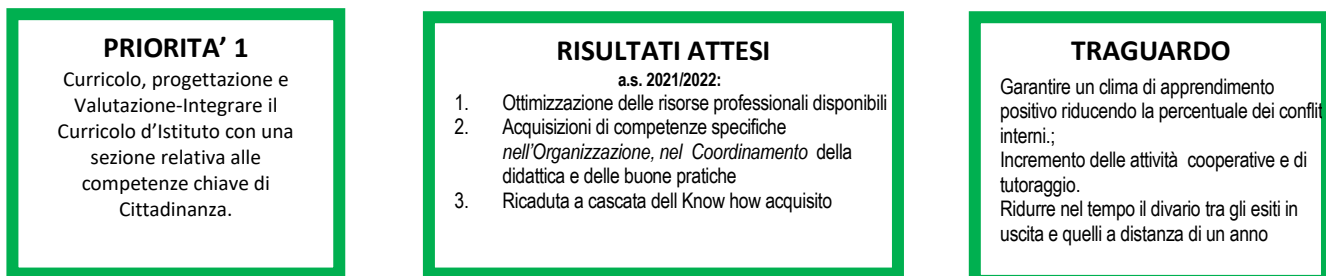 PRIORITA’ 1
Curricolo, progettazione e
Valutazione-Integrare il
Curricolo d’Istituto con una
sezione relativa alle
competenze chiave di
Cittadinanza.
RISULTATI ATTESI
a.s. 2021/2022:
1. Ottimizzazione delle risorse professionali disponibili
2. Acquisizioni di competenze specifiche
nell’Organizzazione, nel Coordinamento della
didattica e delle buone pratiche
3. Ricaduta a cascata dell Know how acquisito
TRAGUARDO
Garantire un clima di apprendimento
positivo riducendo la percentuale dei conflit
interni.;
Incremento delle attività cooperative e di
tutoraggio.
Ridurre nel tempo il divario tra gli esiti in
uscita e quelli a distanza di un anno